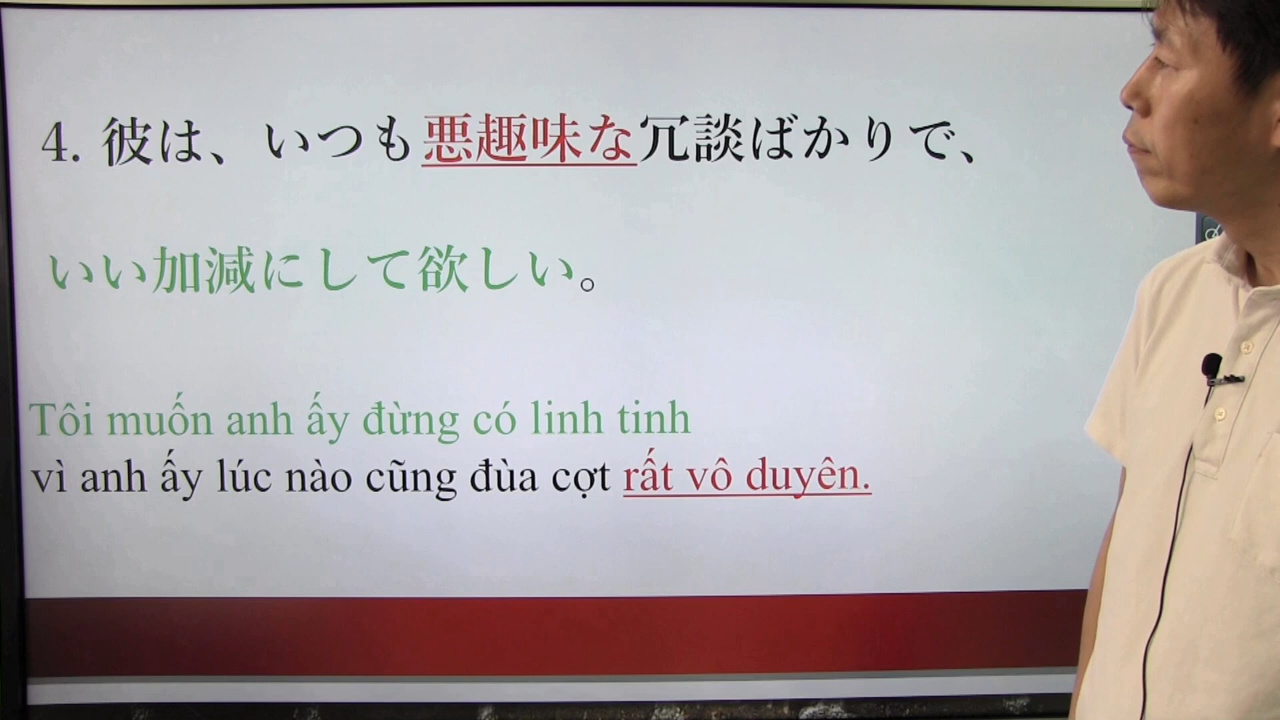 4. 彼は、いつも悪趣味な冗談ばかりで、
いい加減にして欲しい。
Tôi muốn anh ấy đừng có linh tinh
vì anh ấy lúc nào cũng đùa cợt rất vô duyên.